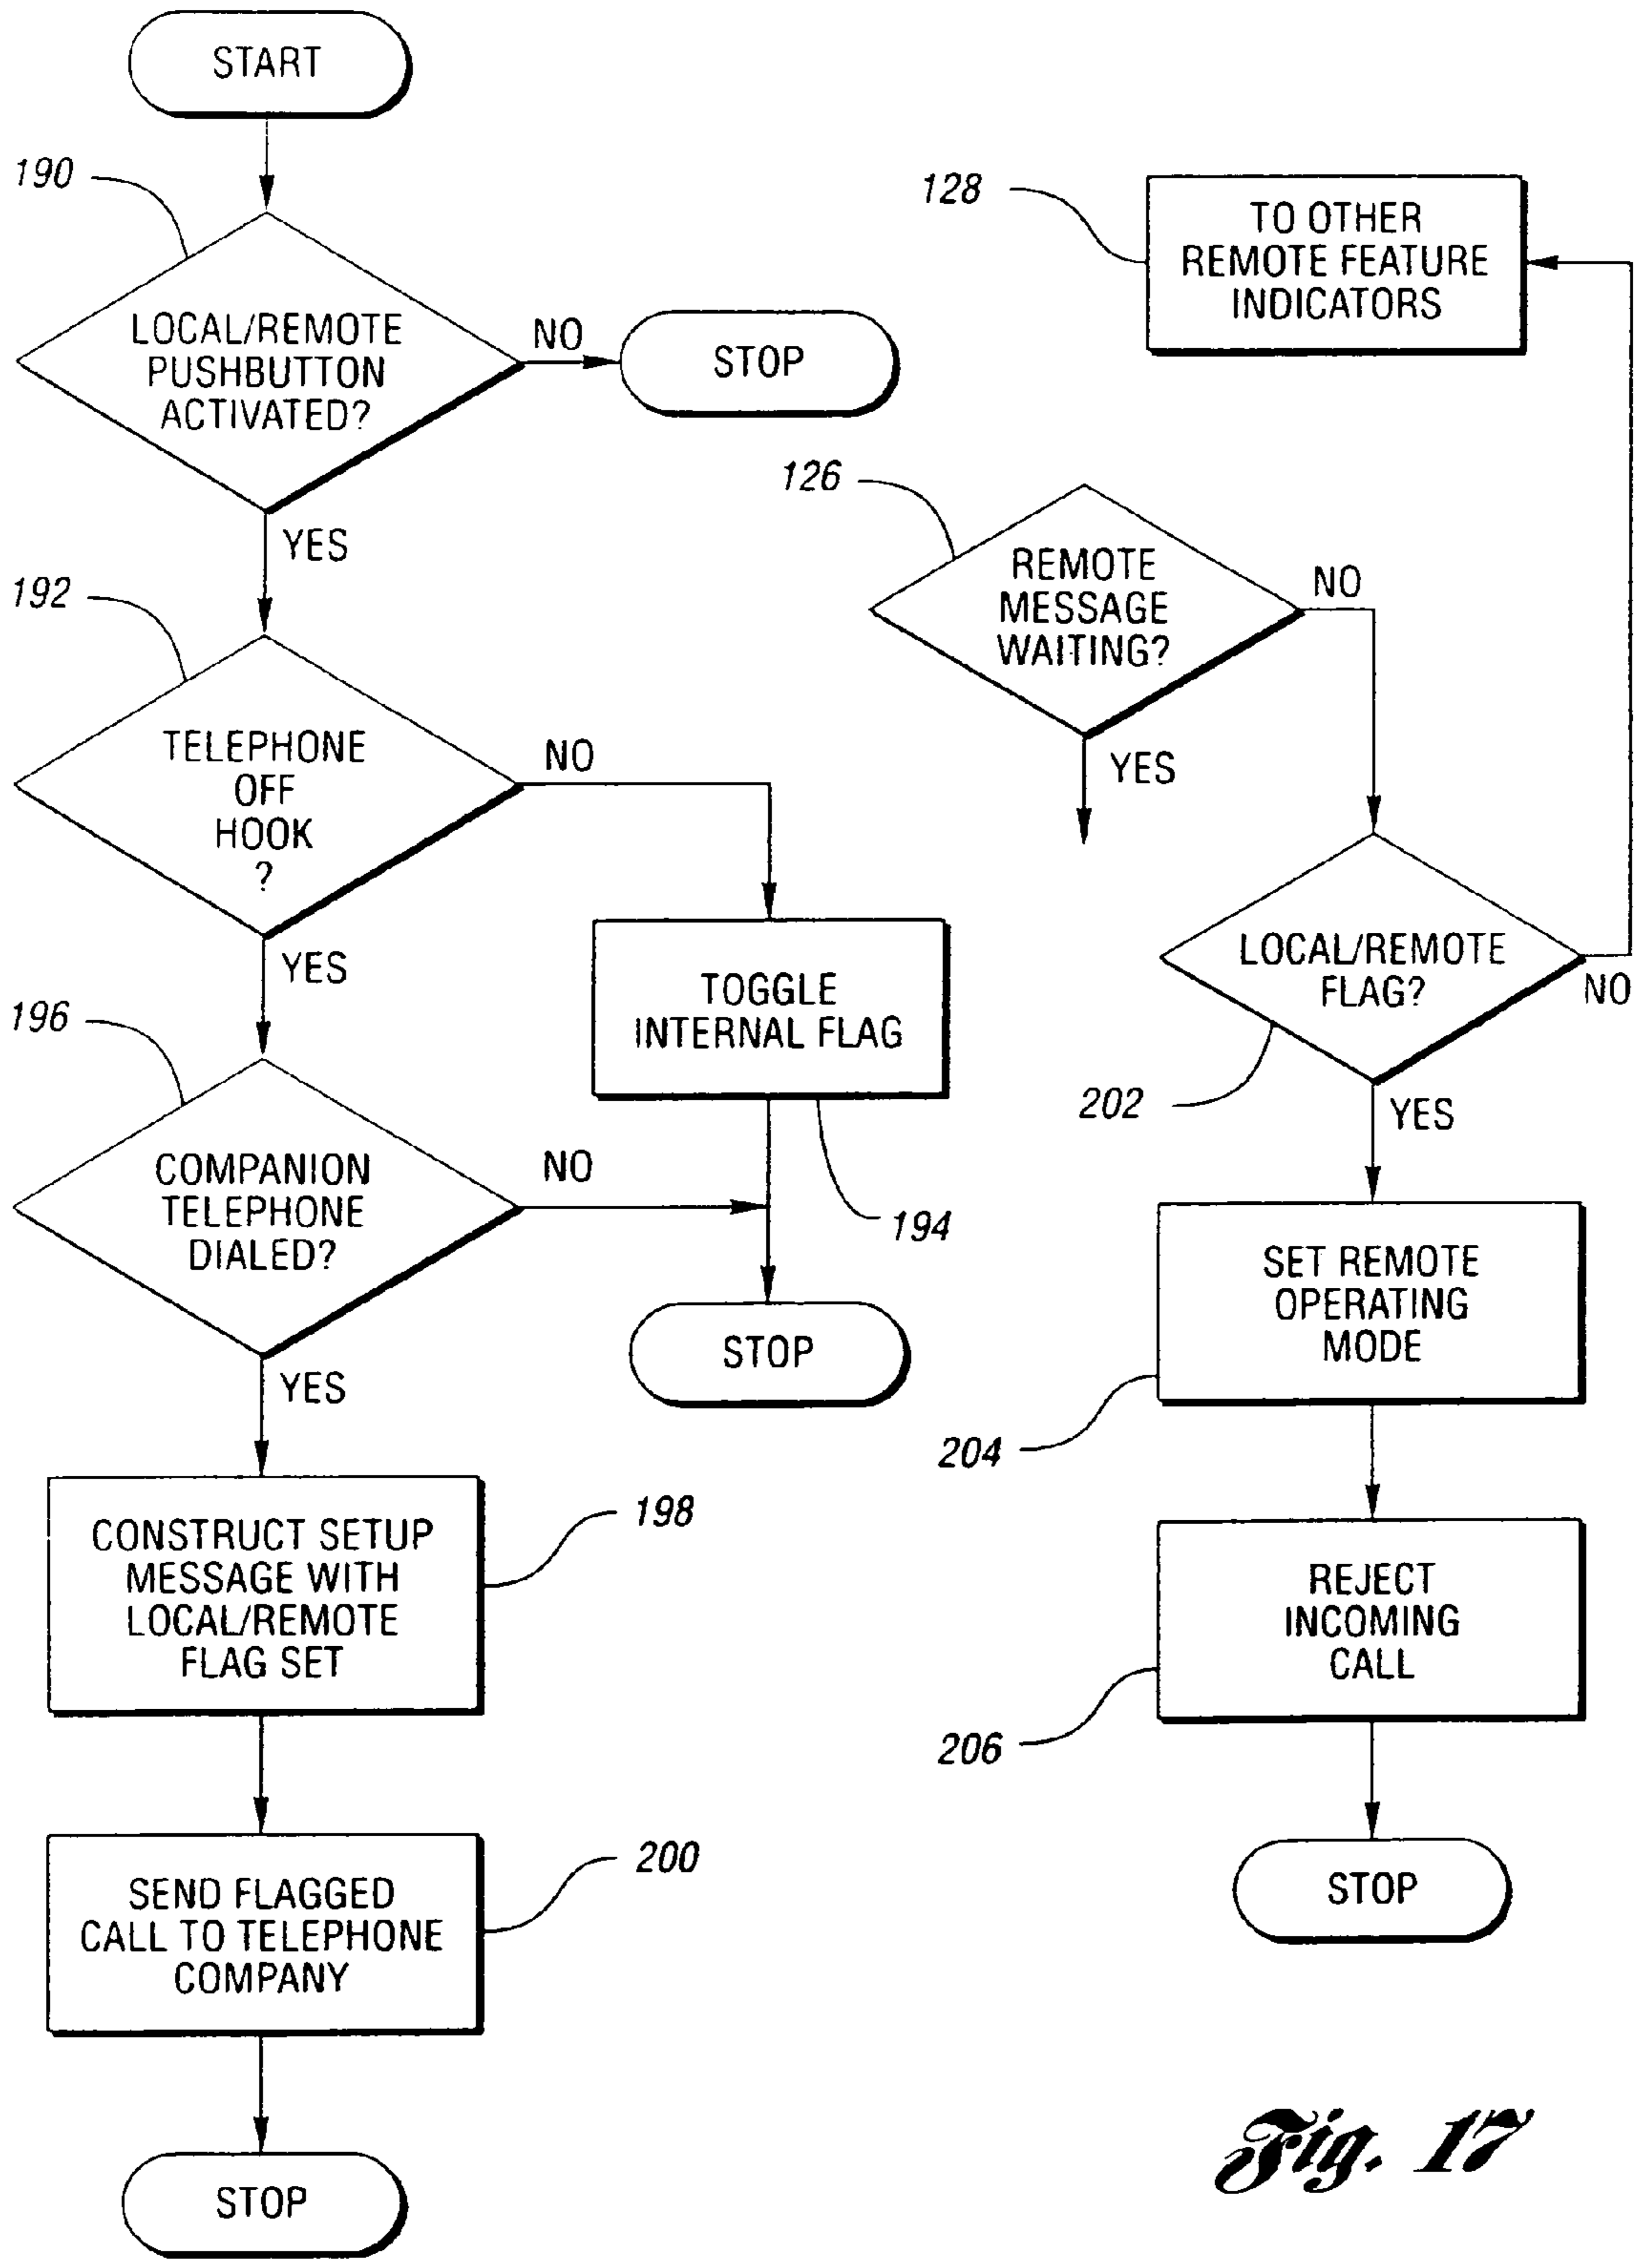 START
190
LOCAL/REMOTE
PUSHBUTTON
ACTIVATED?
NO
STOP
YES
192
TELEPHONE
OFF
HOOK
?
NO
YES
TOGGLE
INTERNAL FLAG
194
196
COMPANION
TELEPHONE
DIALED?
NO
STOP
YES
CONSTRUCT SETUP
MESSAGE WITH
LOCAL/REMOTE
FLAG SET
198
SEND FLAGGED
CALL TO TELEPHONE
COMPANY
200
STOP
128
TO OTHER
REMOTE FEATURE
INDICATORS
126
REMOTE
MESSAGE
WAITING?
NO
YES
LOCAL/REMOTE
FLAG?
NO
202
YES
SET REMOTE
OPERATING
MODE
204
REJECT
INCOMING
CALL
206
STOP
Fig. 17